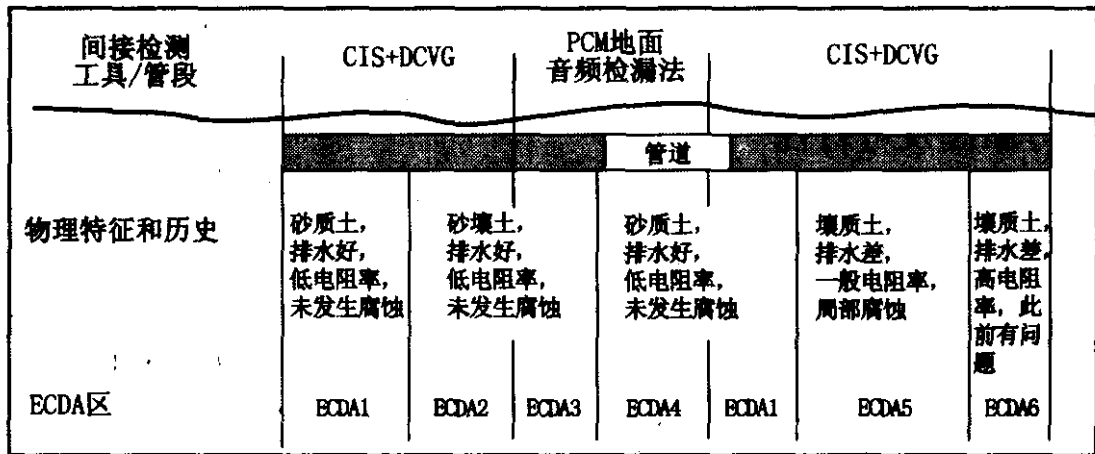 间接检测
工具/管段
CIS+DCVG
PCM地面
音频检漏法
CIS+DCVG
管道
物理特征和历史
砂质土,
排水好,
低电阻率,
未发生腐蚀
砂壤土,
排水好,
低电阻率,
未发生腐蚀
砂质土,
排水好,
低电阻率,
未发生腐蚀
壤质土,
排水差,
一般电阻率,
局部腐蚀
壤质土,
排水差,
高电阻
率, 此
前有问
题
ECDA区
ECDA1
ECDA2
ECDA3
ECDA4
ECDA1
ECDA5
ECDA6